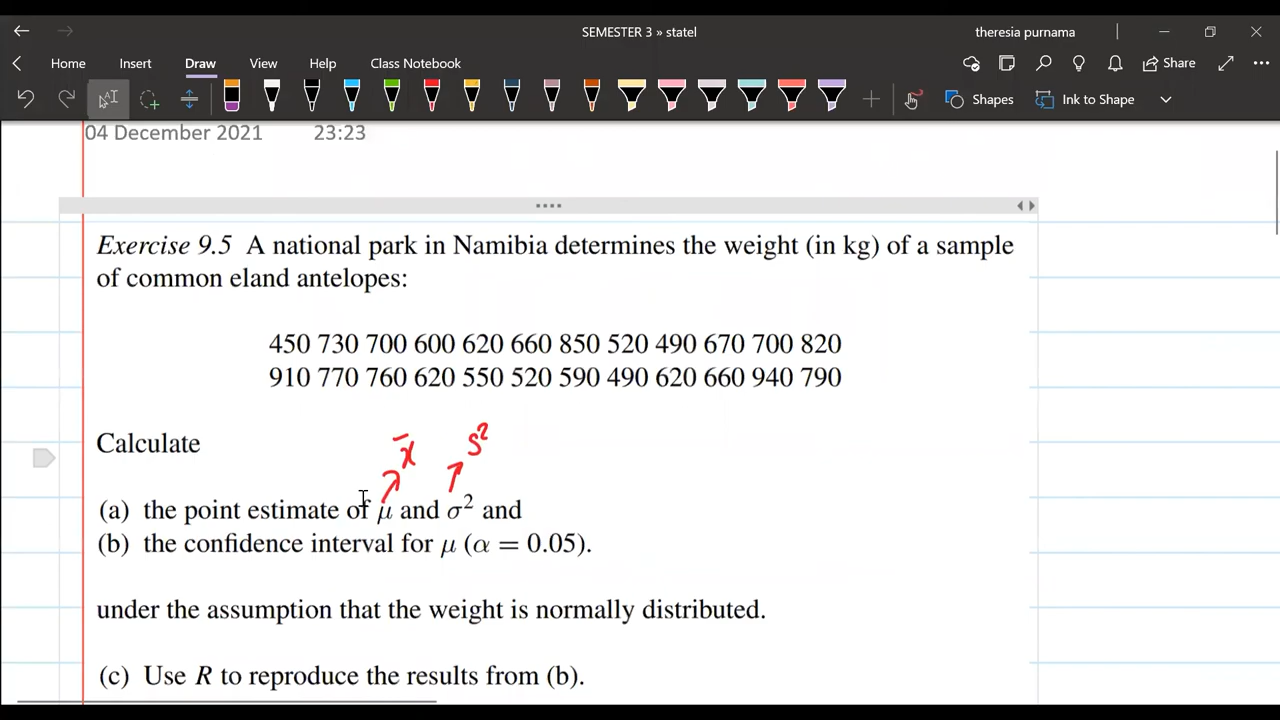 SEMESTER 3 » statel
theresia purnama
Home Insert Draw View Help Class Notebook
Share
Shapes
Ink to Shape
04 December 2021 23:23
Exercise 9.5 A national park in Namibia determines the weight (in kg) of a sample
of common eland antelopes:
450 730 700 600 620 660 850 520 490 670 700 820
910 770 760 620 550 520 590 490 620 660 940 790
Calculate
x̄ s²
(a) the point estimate of μ and σ² and
(b) the confidence interval for μ (α = 0.05).
under the assumption that the weight is normally distributed.
(c) Use R to reproduce the results from (b).